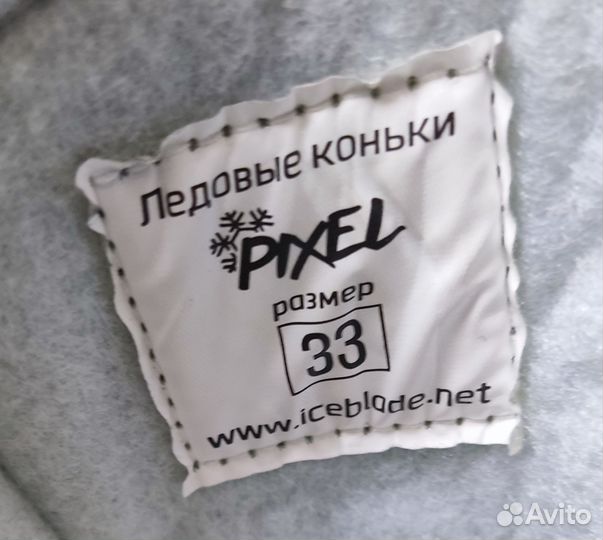 Ледовые коньки
PIXEL
размер
33
www.iceblade.net
Avito